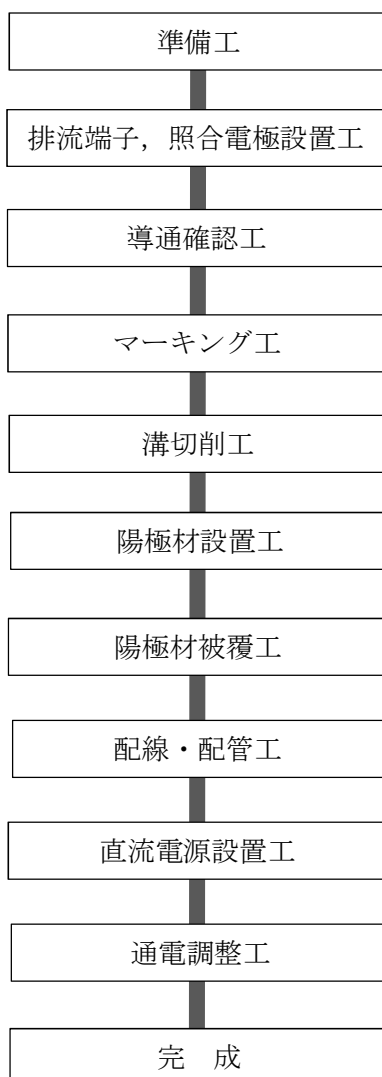 準備工
排流端子，照合電極設置工
導通確認工
マーキング工
溝切削工
陽極材設置工
陽極材被覆工
配線・配管工
直流電源設置工
通電調整工
完　成